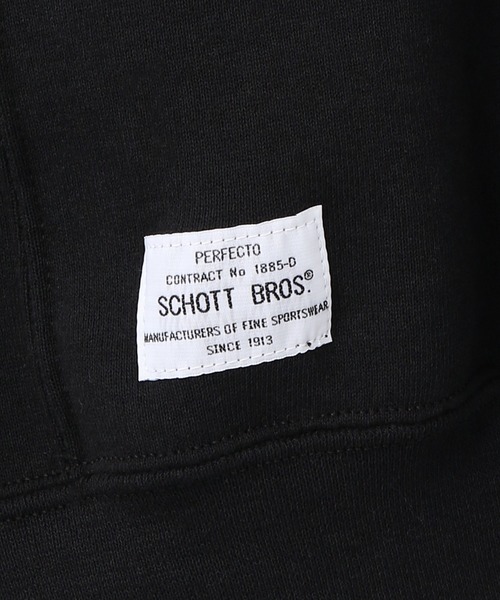 PERFECTO
CONTRACT No 1885-D
SCHOTT BROS.®
MANUFACTURERS OF FINE SPORTSWEAR
SINCE 1913